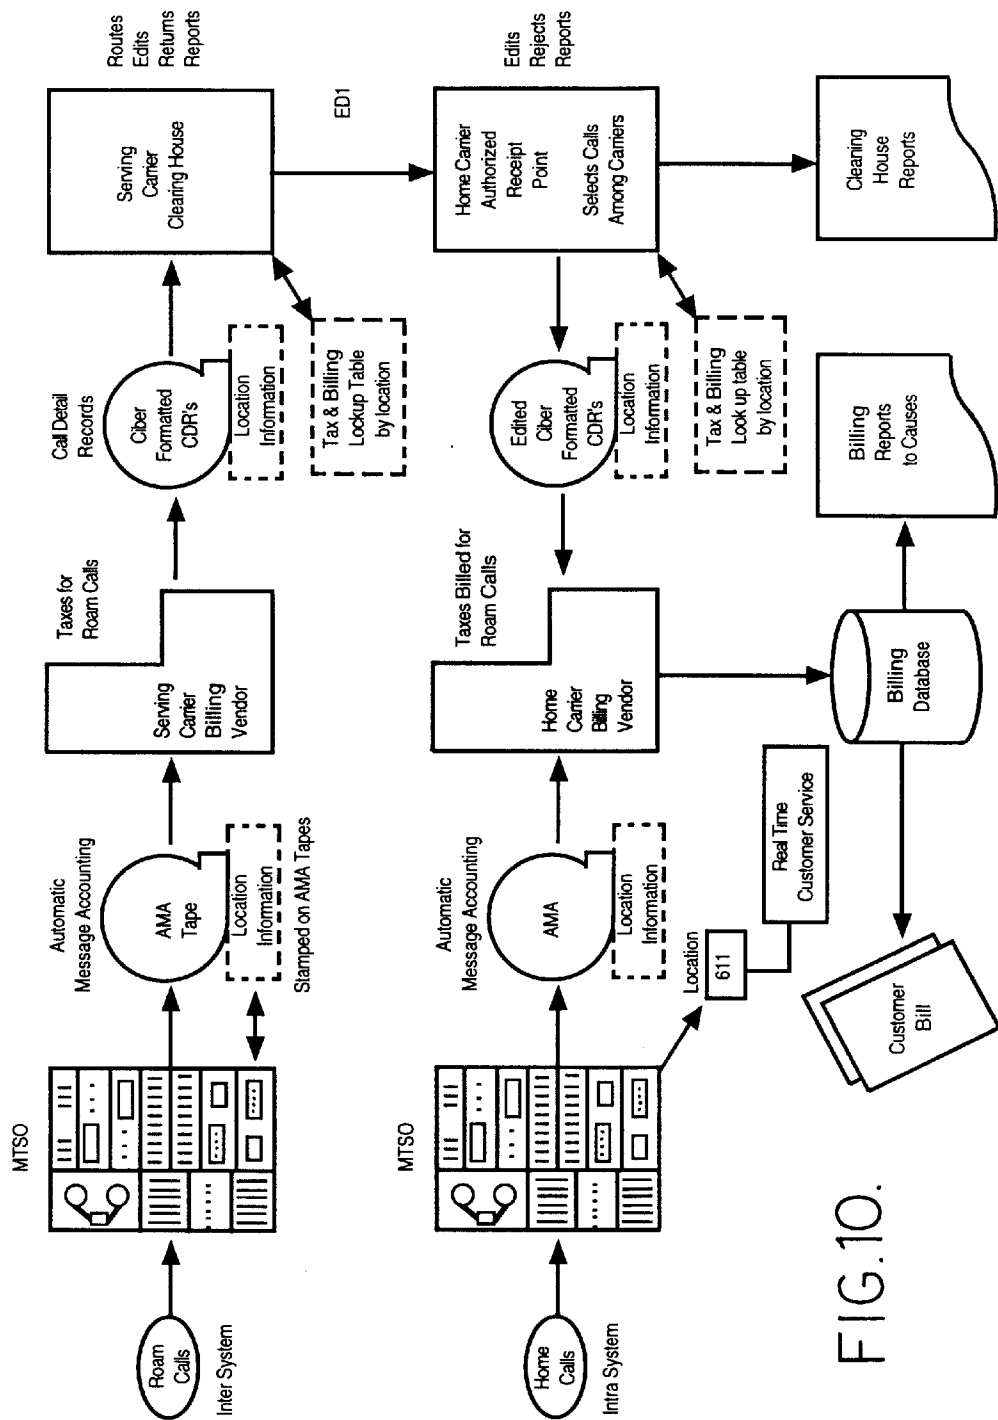 MTSO
Automatic
Message Accounting
Taxes for
Roam Calls
Call Detail
Records
Routes
Edits
Returns
Reports
Roam
Calls
Inter System
AMA
Tape
Location
Information
Stamped on AMA Tapes
Serving
Carrier
Billing
Vendor
Ciber
Formatted
CDR's
Location
Information
Tax & Billing
Lookup Table
by location
Serving
Carrier
Clearing House
ED1
MTSO
Automatic
Message Accounting
Taxes Billed for
Roam Calls
Edits
Rejects
Reports
Home
Calls
Intra System
AMA
Location
Information
Home
Carrier
Billing
Vendor
Edited
Ciber
Formatted
CDR's
Location
Information
Tax & Billing
Look up table
by location
Home Carrier
Authorized
Receipt
Point
Selects Calls
Among Carriers
Location
611
Real Time
Customer Service
Customer
Bill
Billing
Database
Billing
Reports
to Causes
Cleaning
House
Reports
FIG.10.